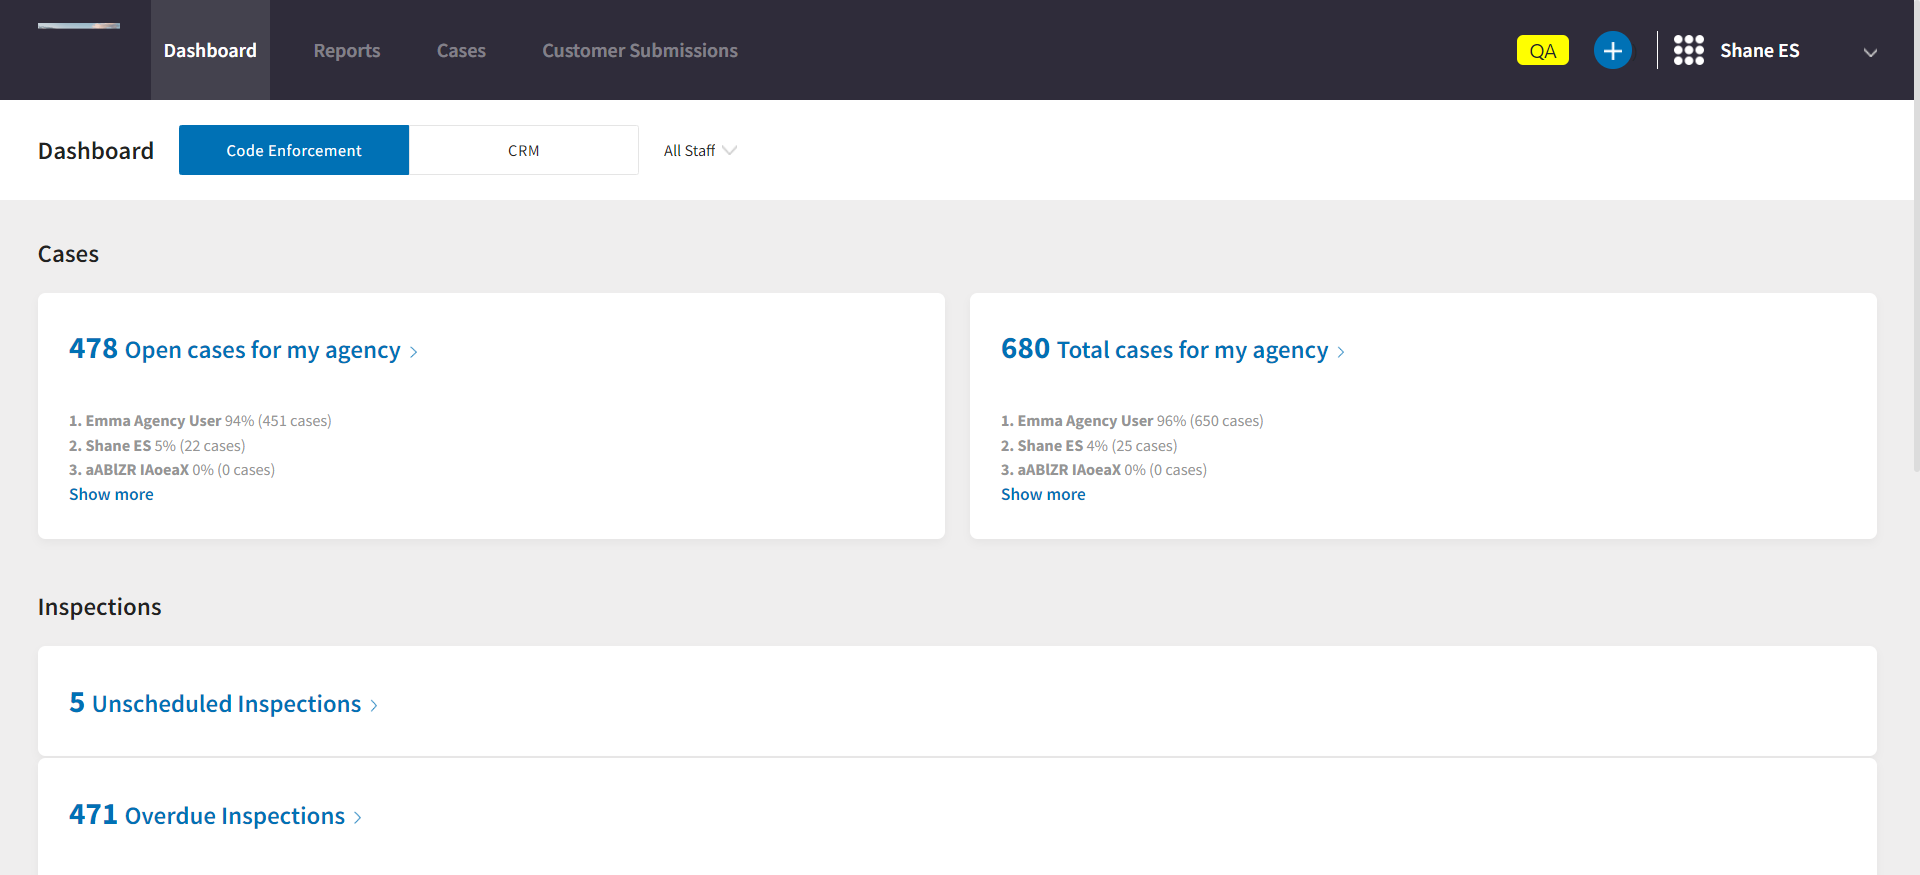 Dashboard
Reports
Cases
Customer Submissions
QA
Shane ES
Dashboard
Code Enforcement
CRM
All Staff
Cases
478 Open cases for my agency
1. Emma Agency User 94% (451 cases)
2. Shane ES 5% (22 cases)
3. aABlZR IAoeaX 0% (0 cases)
Show more
680 Total cases for my agency
1. Emma Agency User 96% (650 cases)
2. Shane ES 4% (25 cases)
3. aABlZR IAoeaX 0% (0 cases)
Show more
Inspections
5 Unscheduled Inspections
471 Overdue Inspections